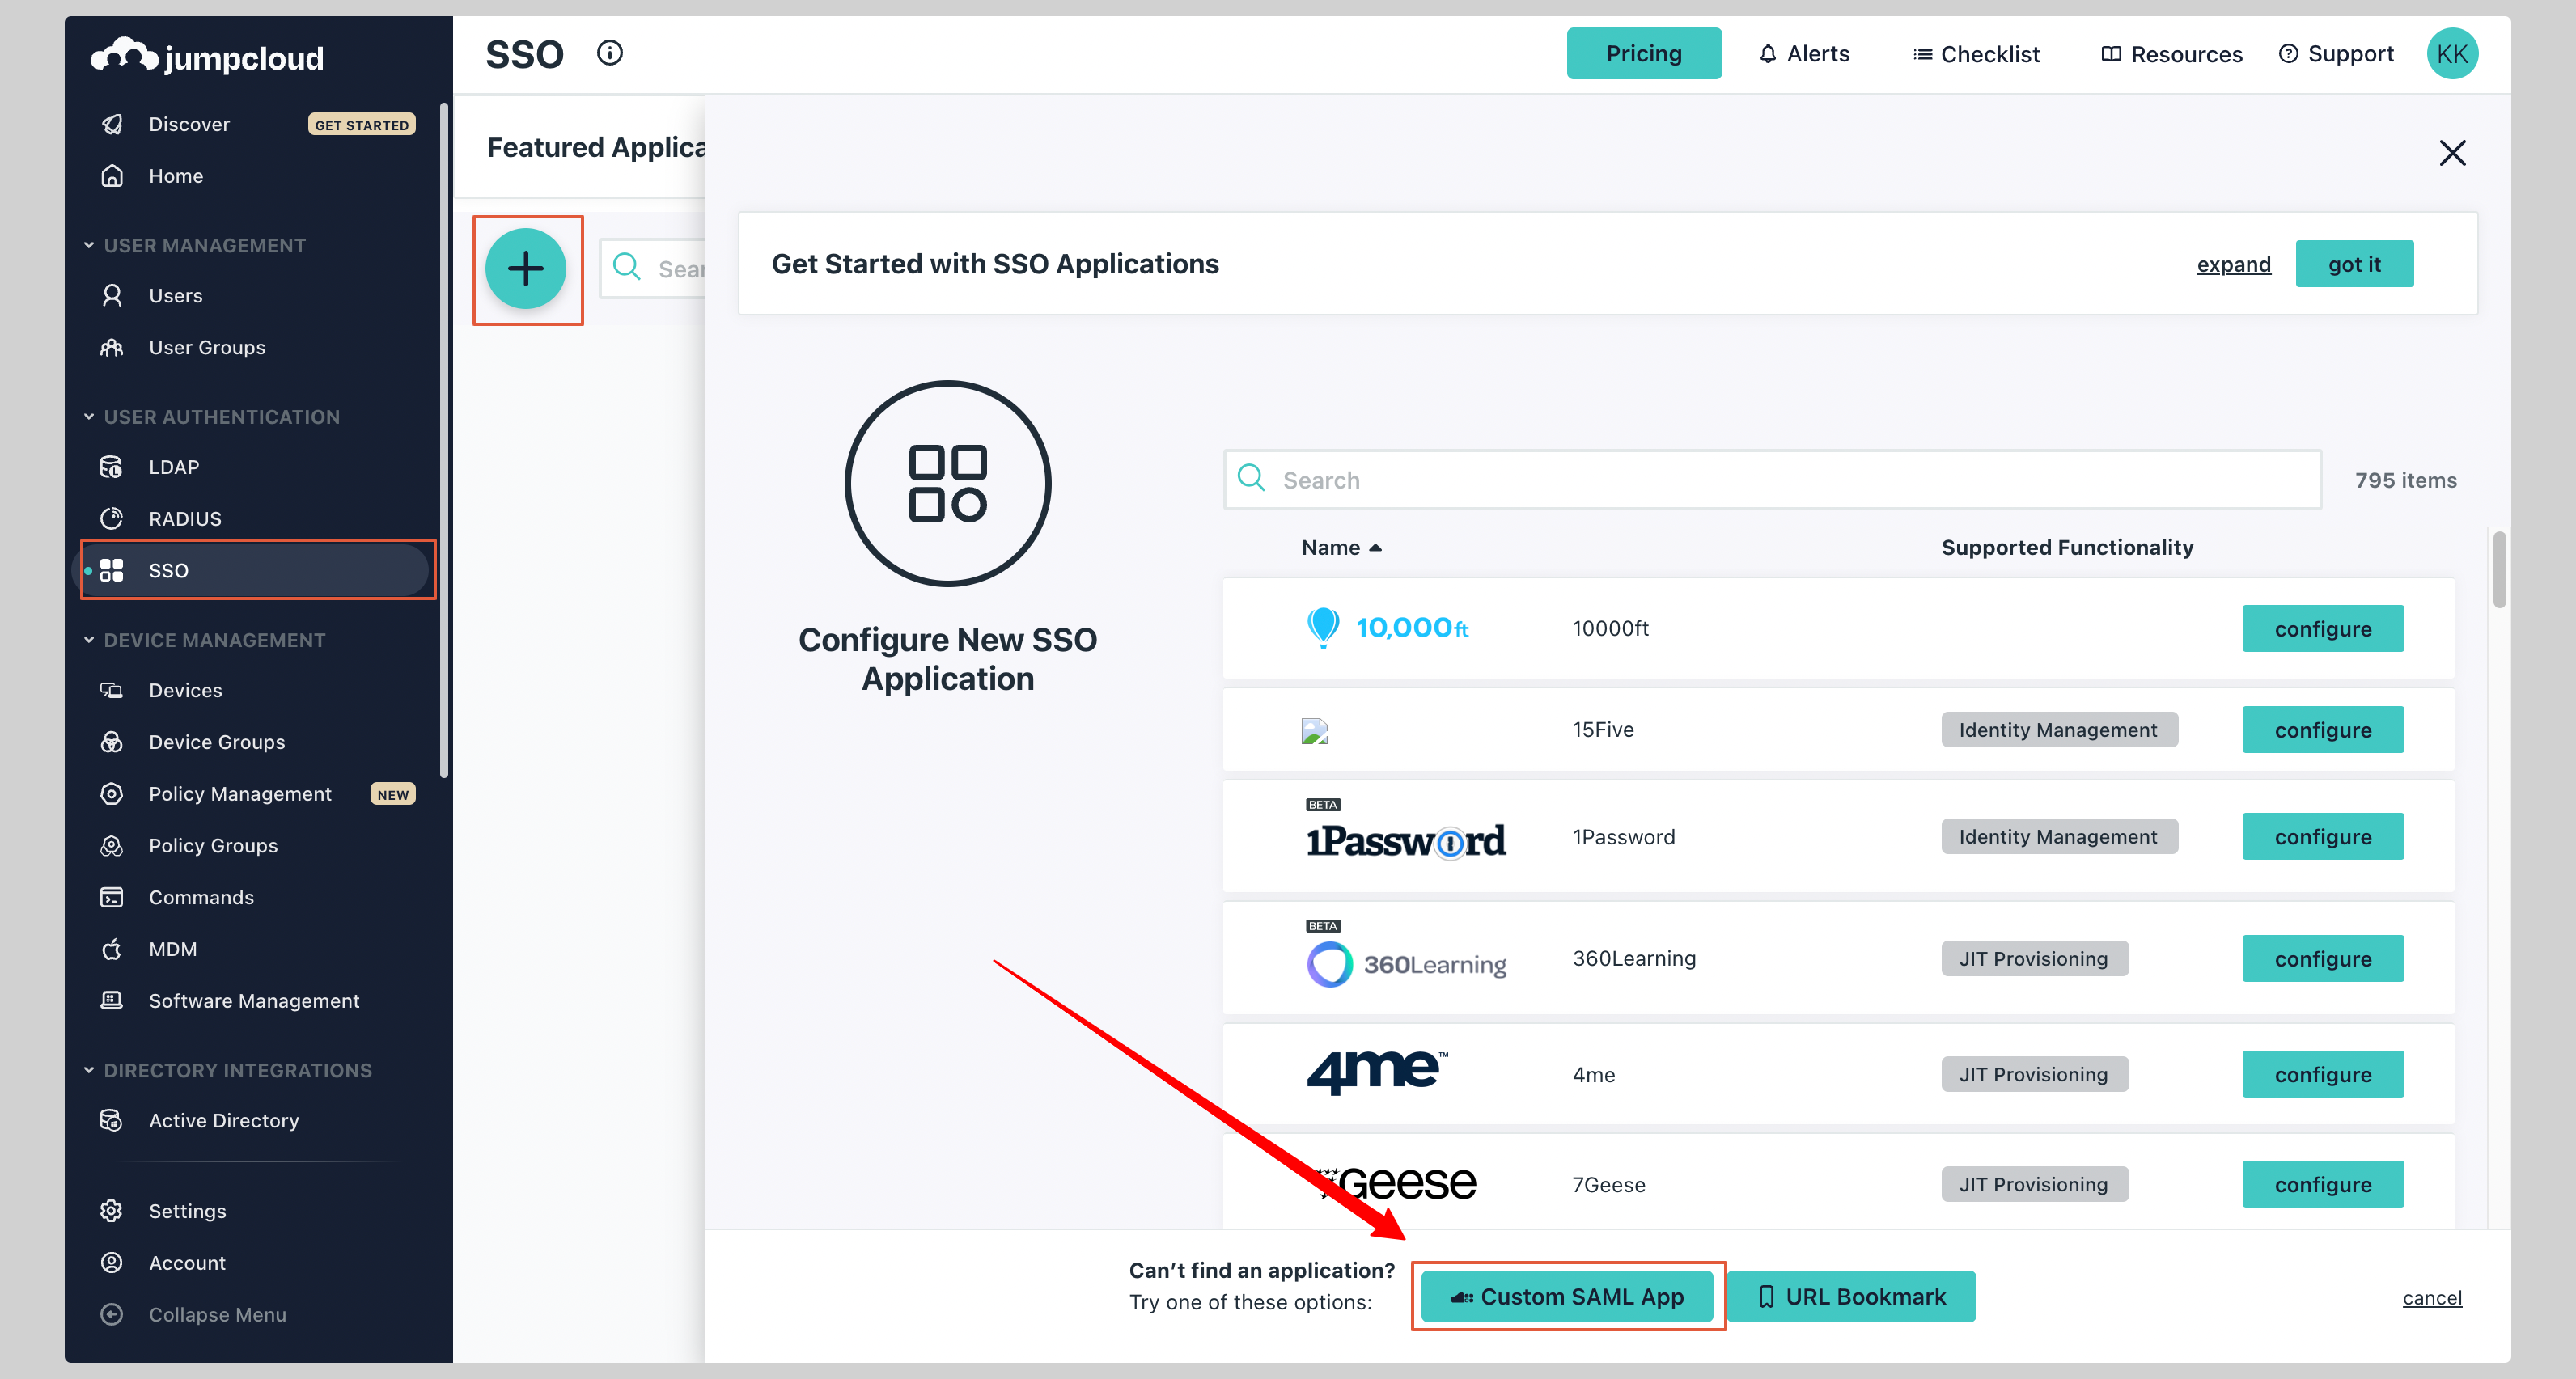 jumpcloud
Discover
GET STARTED
Home
USER MANAGEMENT
Users
User Groups
USER AUTHENTICATION
LDAP
RADIUS
SSO
DEVICE MANAGEMENT
Devices
Device Groups
Policy Management
NEW
Policy Groups
Commands
MDM
Software Management
DIRECTORY INTEGRATIONS
Active Directory
Settings
Account
Collapse Menu
SSO
Pricing
Alerts
Checklist
Resources
Support
KK
Featured Applica
Sear
Get Started with SSO Applications
expand
got it
Configure New SSO
Application
Search
795 items
Name
Supported Functionality
10,000ft
10000ft
configure
15Five
Identity Management
configure
BETA
1Password
1Password
Identity Management
configure
BETA
360Learning
360Learning
JIT Provisioning
configure
4me™
4me
JIT Provisioning
configure
Geese
7Geese
JIT Provisioning
configure
Can't find an application?
Try one of these options:
Custom SAML App
URL Bookmark
cancel